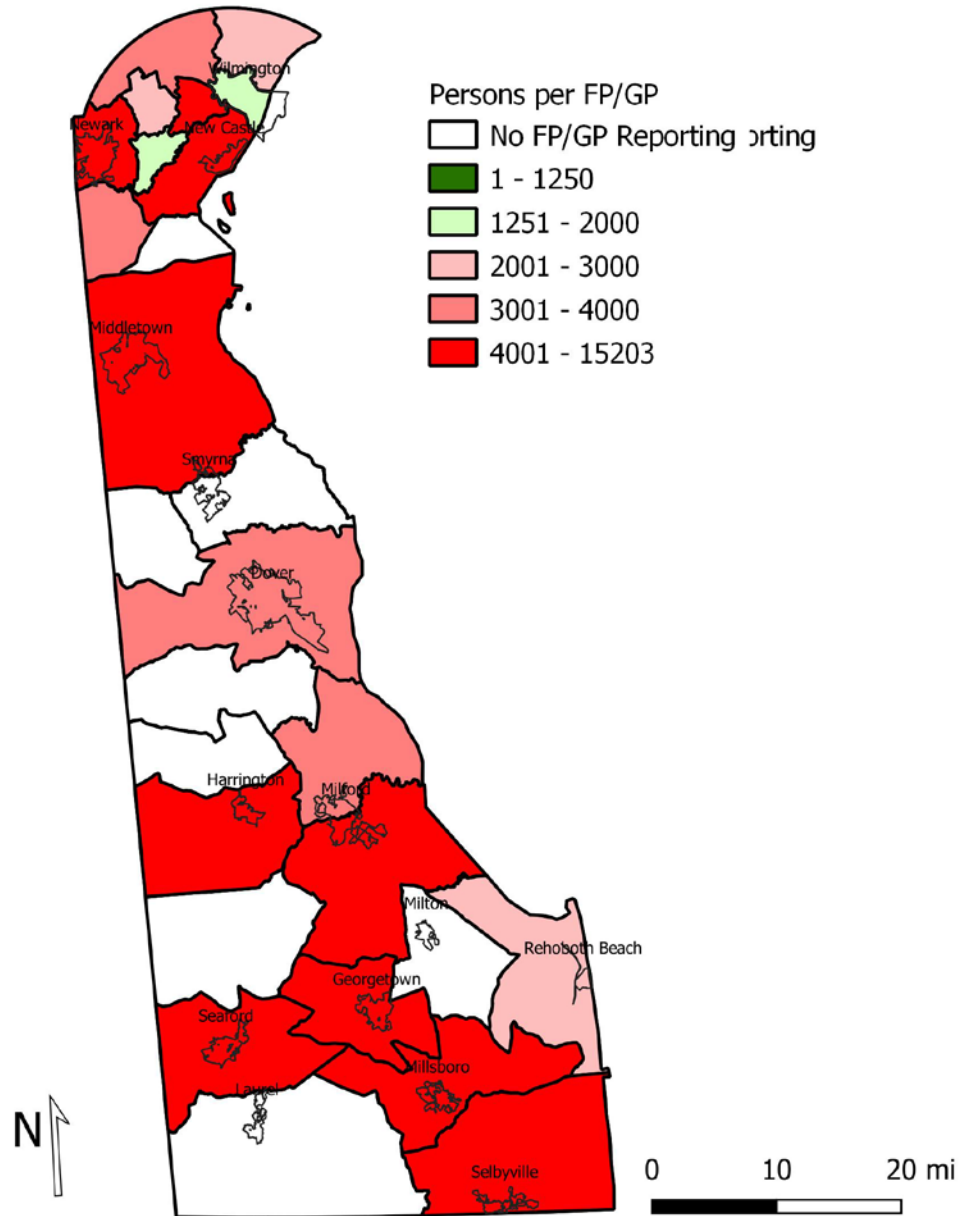 Wilmington
Newark
New Castle
Middletown
Smyrna
Dover
Harrington
Milford
Milton
Rehoboth Beach
Georgetown
Seaford
Millsboro
Laurel
Selbyville
Persons per FP/GP
No FP/GP Reporting orting
1 - 1250
1251 - 2000
2001 - 3000
3001 - 4000
4001 - 15203
N
0 10 20 mi